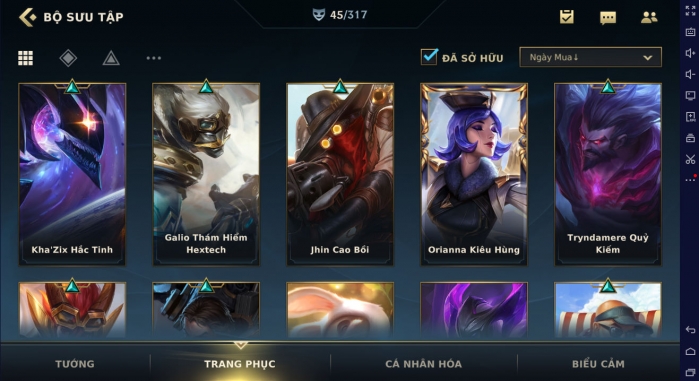 BỘ SƯU TẬP
45/317
ĐÃ SỞ HỮU
Ngày Mua↓
Kha'Zix Hắc Tinh
Galio Thám Hiểm
Hextech
Jhin Cao Bồi
Orianna Kiêu Hùng
Tryndamere Quỷ
Kiếm
TƯỚNG
TRANG PHỤC
CÁ NHÂN HÓA
BIỂU CẢM